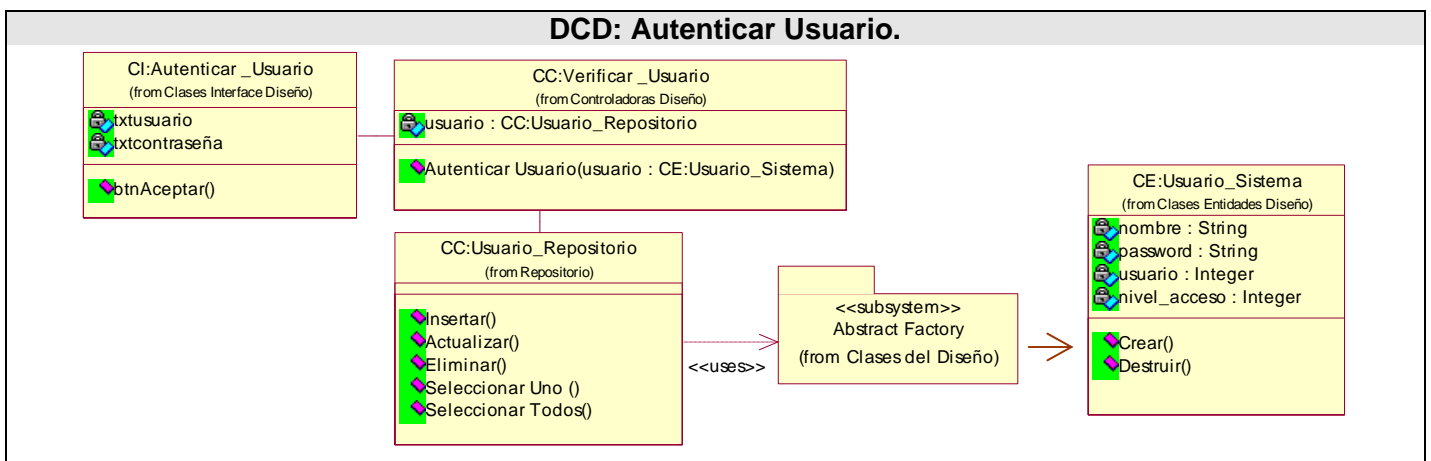 DCD: Autenticar Usuario.
CI:Autenticar _Usuario
(from Clases Interface Diseño)
txtusuario
txtcontraseña
btnAceptar()
CC:Verificar _Usuario
(from Controladoras Diseño)
usuario : CC:Usuario_Repositorio
Autenticar Usuario(usuario : CE:Usuario_Sistema)
CC:Usuario_Repositorio
(from Repositorio)
Insertar()
Actualizar()
Eliminar()
Seleccionar Uno ()
Seleccionar Todos()
<<uses>>
<<subsystem>>
Abstract Factory
(from Clases del Diseño)
CE:Usuario_Sistema
(from Clases Entidades Diseño)
nombre : String
password : String
usuario : Integer
nivel_acceso : Integer
Crear()
Destruir()